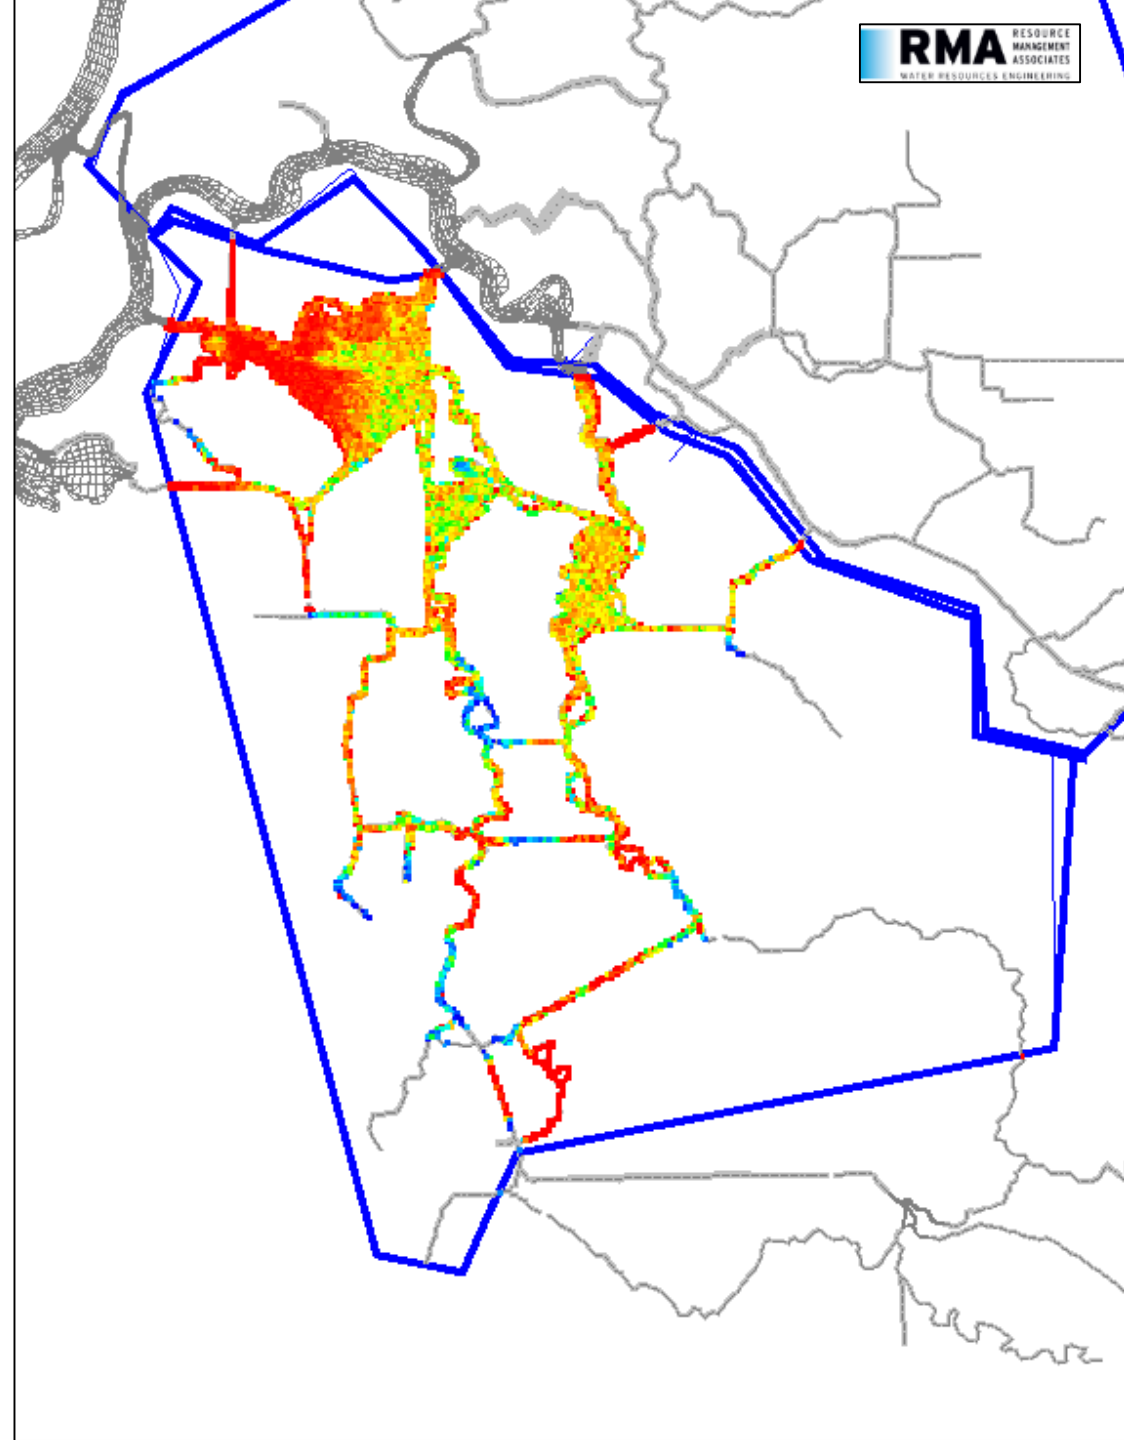 RMA
RESOURCE
MANAGEMENT
ASSOCIATES
WATER RESOURCES ENGINEERING